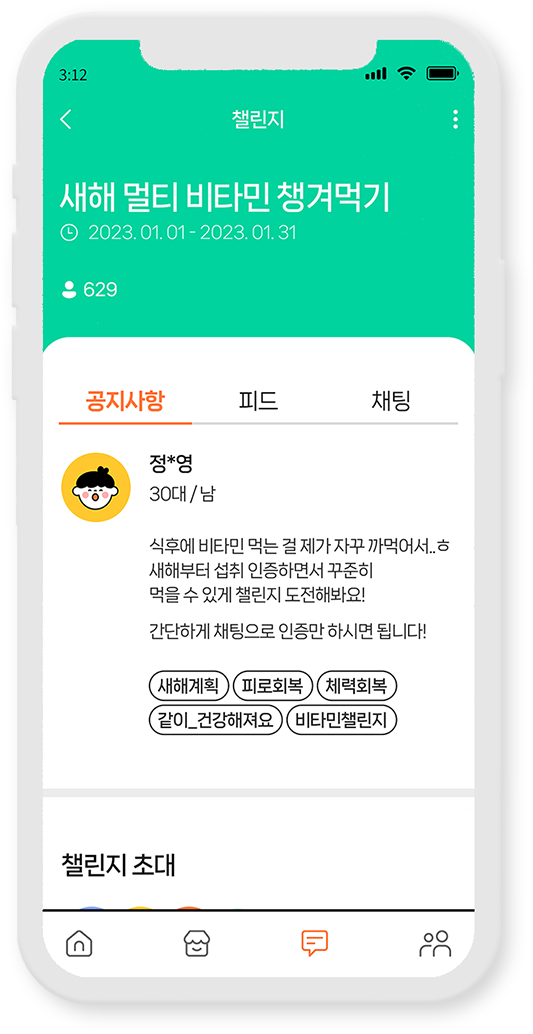 3:12
챌린지
새해 멀티 비타민 챙겨먹기
2023. 01. 01 - 2023. 01. 31
629
공지사항 피드 채팅
정*영
30대 / 남
식후에 비타민 먹는 걸 제가 자꾸 까먹어서..ㅎ
새해부터 섭취 인증하면서 꾸준히
먹을 수 있게 챌린지 도전해봐요!
간단하게 채팅으로 인증만 하시면 됩니다!
새해계획 피로회복 체력회복
같이_건강해져요 비타민챌린지
챌린지 초대